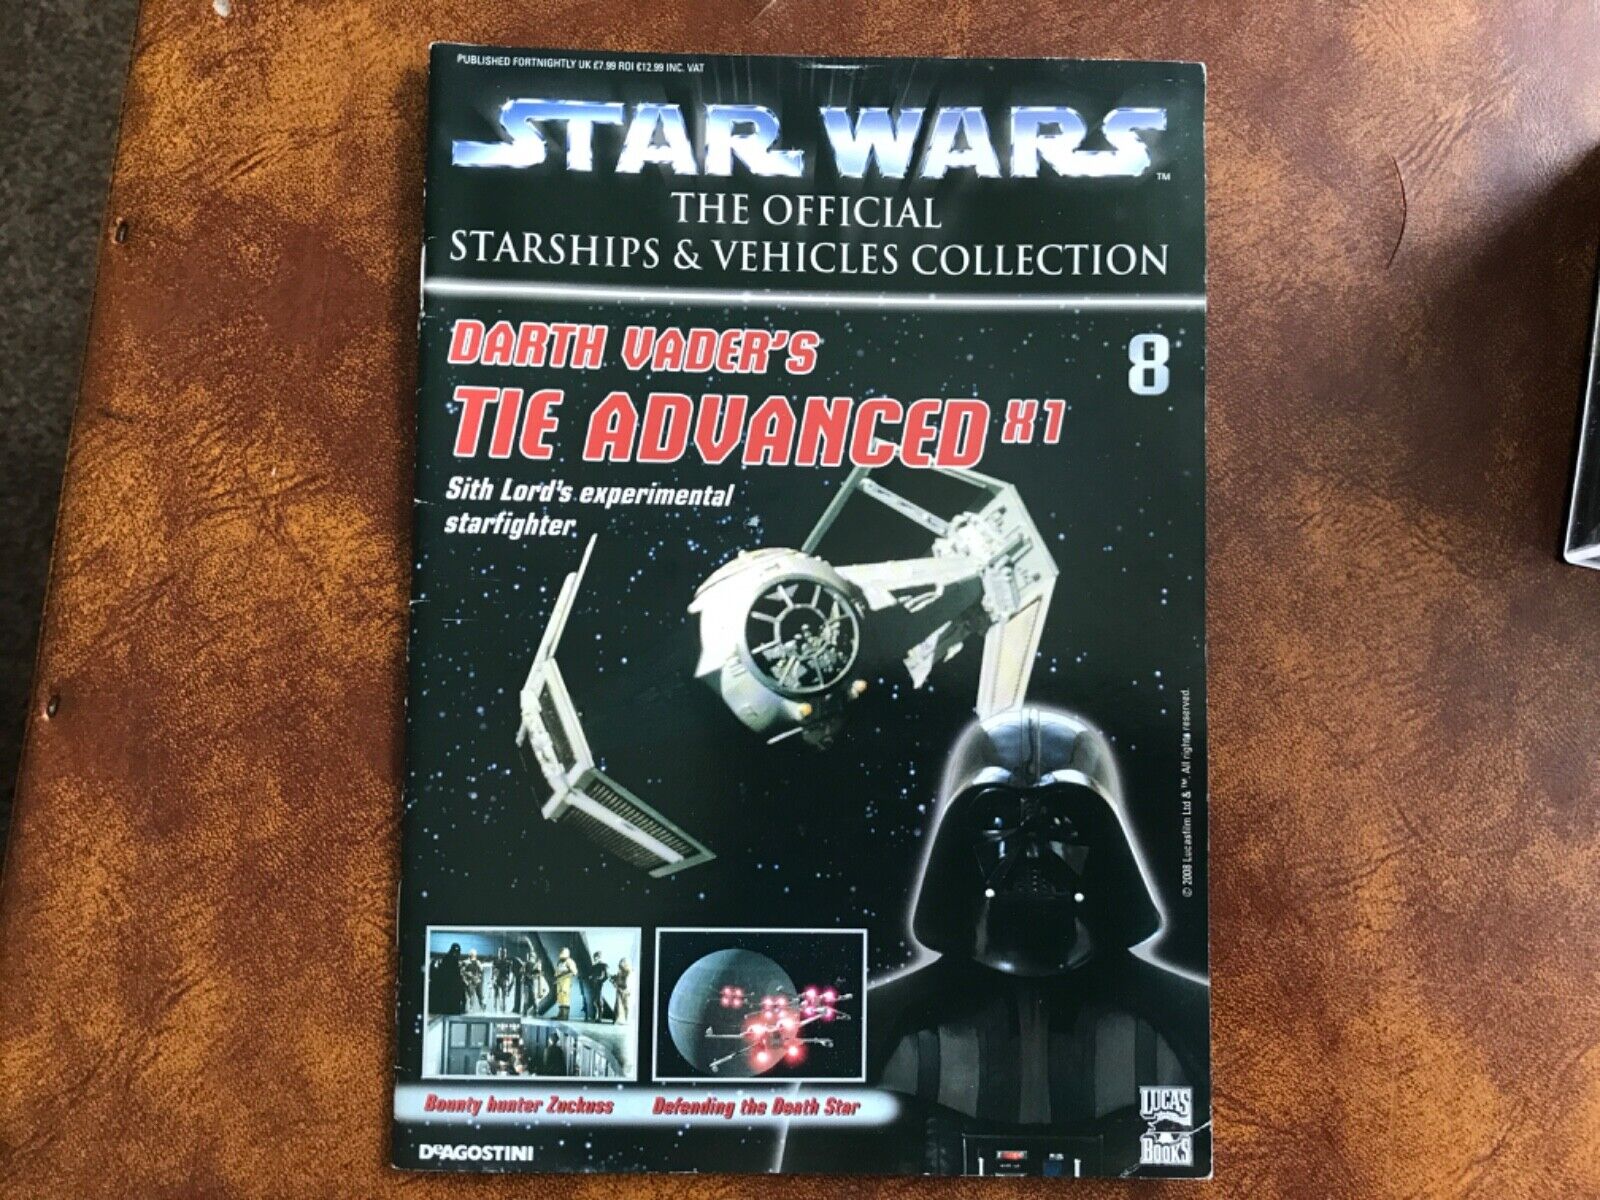 PUBLISHED FORTNIGHTLY UK £7.99 ROI €12.99 INC. VAT
STAR WARS
TM
THE OFFICIAL
STARSHIPS & VEHICLES COLLECTION
8
DARTH VADER'S
TIE ADVANCED X1
Sith Lord's experimental
starfighter
© 2008 Lucasfilm Ltd & ™. All rights reserved.
Bounty hunter Zuckuss
Defending the Death Star
DeAGOSTINI
LUCAS
BOOKS